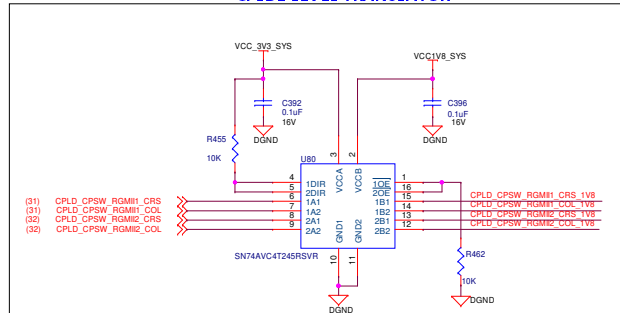 VCC_3V3_SYS
VCC1V8_SYS
C392
0.1uF
16V
C396
0.1uF
16V
DGND
DGND
R455
10K
U80
3
2
VCCA
VCCB
4 1DIR
5 2DIR
6 1A1
7 1A2
8 2A1
9 2A2
1OE 1
2OE 16
1B1 15
1B2 14
2B1 13
2B2 12
(31) CPLD_CPSW_RGMII1_CRS
(31) CPLD_CPSW_RGMII1_COL
(32) CPLD_CPSW_RGMII2_CRS
(32) CPLD_CPSW_RGMII2_COL
CPLD_CPSW_RGMII1_CRS_1V8
CPLD_CPSW_RGMII1_COL_1V8
CPLD_CPSW_RGMII2_CRS_1V8
CPLD_CPSW_RGMII2_COL_1V8
GND1
GND2
10
11
SN74AVC4T245RSVR
R462
10K
DGND
DGND